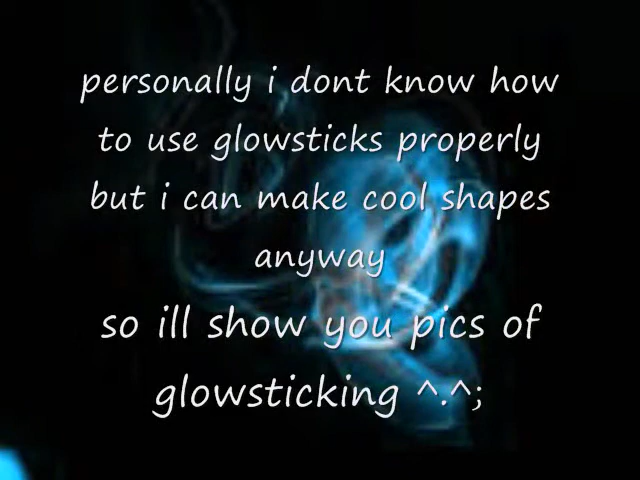 personally i dont know how
to use glowsticks properly
but i can make cool shapes
anyway
so ill show you pics of
glowsticking ^.^;